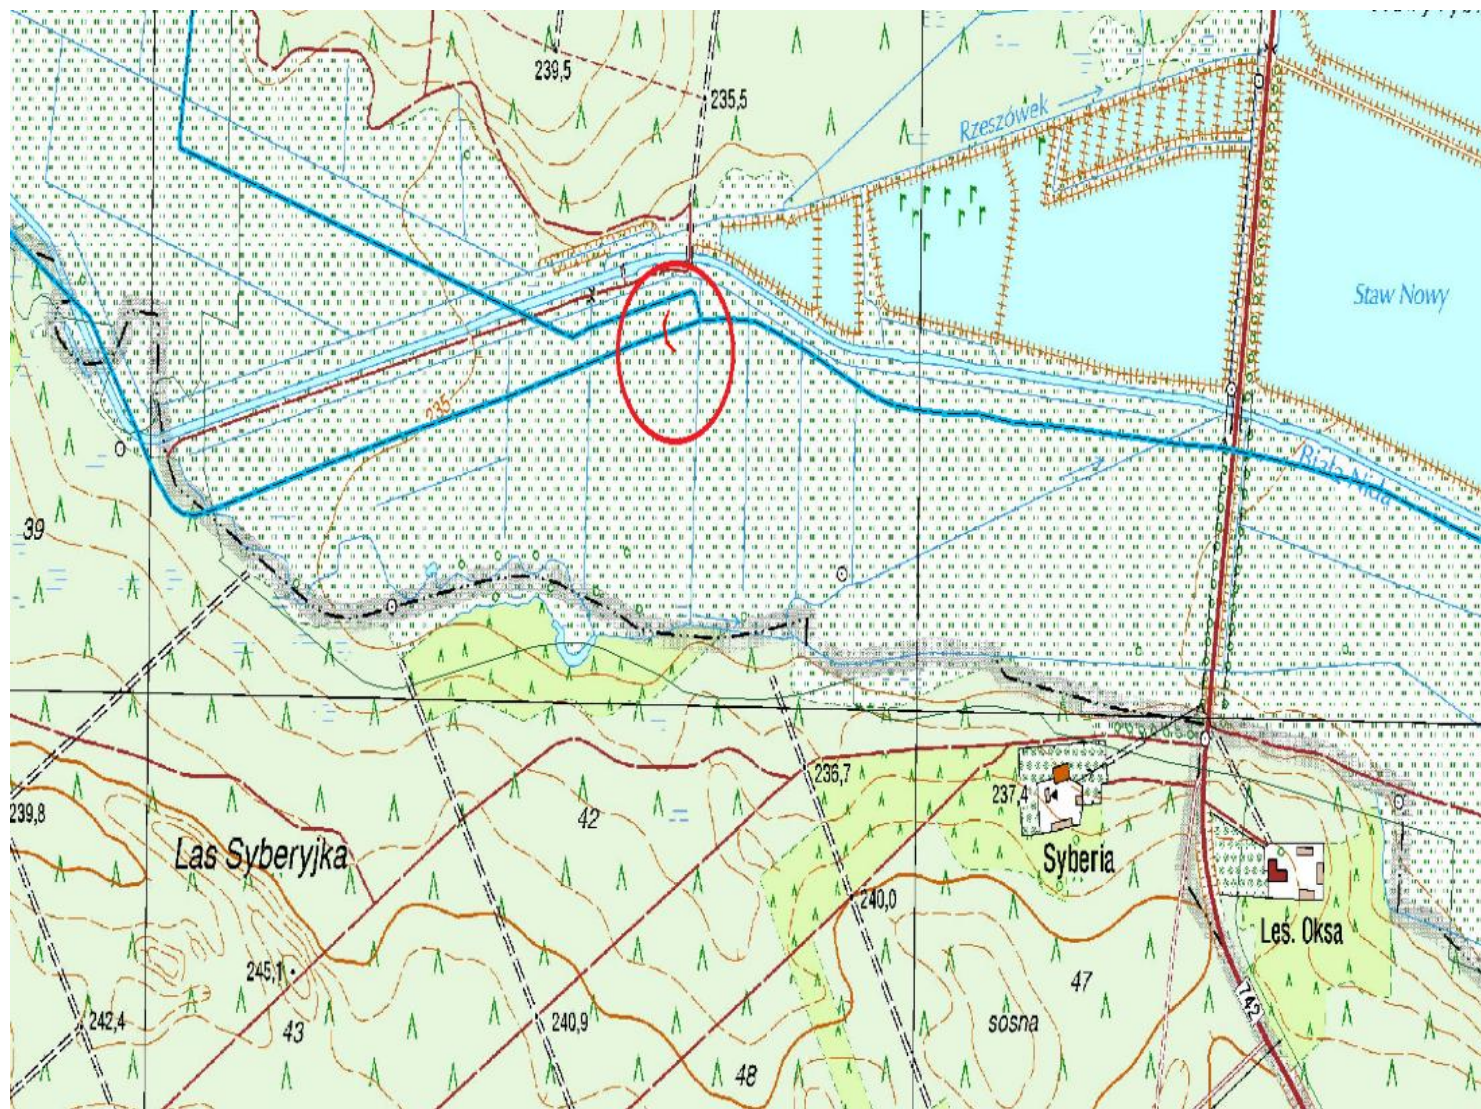 239,5
235,5
Rzeszówek
Staw Nowy
235
Biała Nida
39
236,7
237,4
239,8
42
Las Syberyjka
Syberia
240,0
Les. Oksa
245,1
47
742
242,4
43
240,9
sosna
48